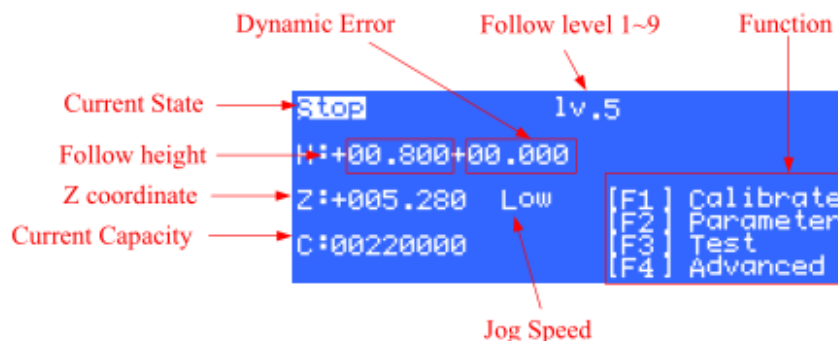 Dynamic Error Follow level 1~9 Function
Current State Stop lv.5
Follow height H:+00.800+00.000
Z coordinate Z:+005.280 Low [F1] Calibrate
[F2] Parameter
Current Capacity C:00220000 [F3] Test
[F4] Advanced
Jog Speed